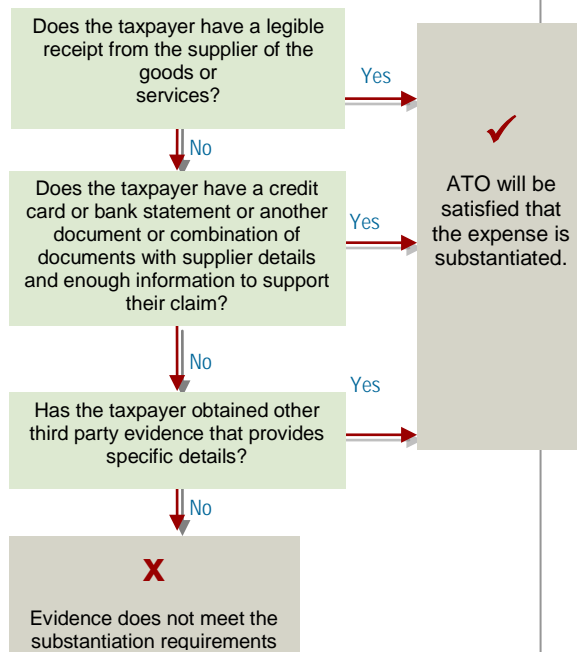 Does the taxpayer have a legible
receipt from the supplier of the
goods or
services?
Yes
No
Does the taxpayer have a credit
card or bank statement or another
document or combination of
documents with supplier details
and enough information to support
their claim?
Yes
No
Has the taxpayer obtained other
third party evidence that provides
specific details?
Yes
No
✓
ATO will be
satisfied that
the expense is
substantiated.
X
Evidence does not meet the
substantiation requirements